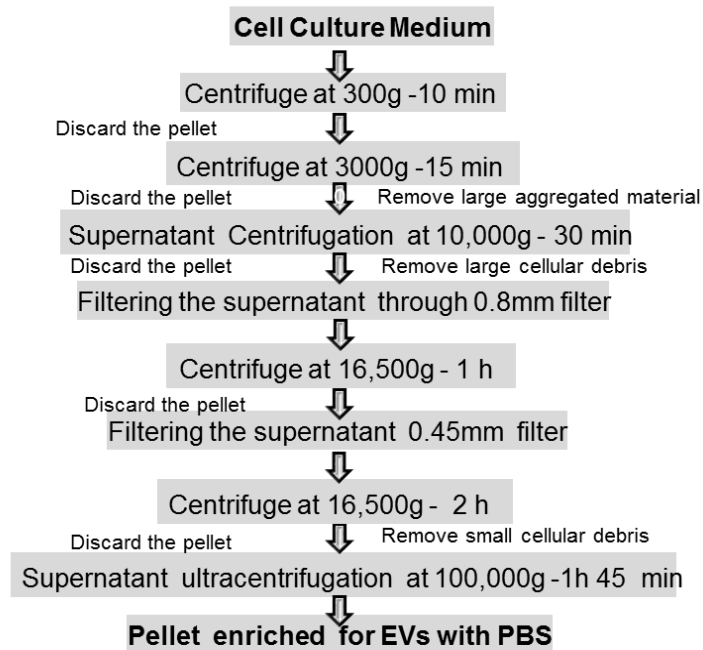 Cell Culture Medium
Centrifuge at 300g -10 min
Discard the pellet
Centrifuge at 3000g -15 min
Discard the pellet Remove large aggregated material
Supernatant Centrifugation at 10,000g - 30 min
Discard the pellet Remove large cellular debris
Filtering the supernatant through 0.8mm filter
Centrifuge at 16,500g - 1 h
Discard the pellet
Filtering the supernatant 0.45mm filter
Centrifuge at 16,500g - 2 h
Discard the pellet Remove small cellular debris
Supernatant ultracentrifugation at 100,000g -1h 45 min
Pellet enriched for EVs with PBS